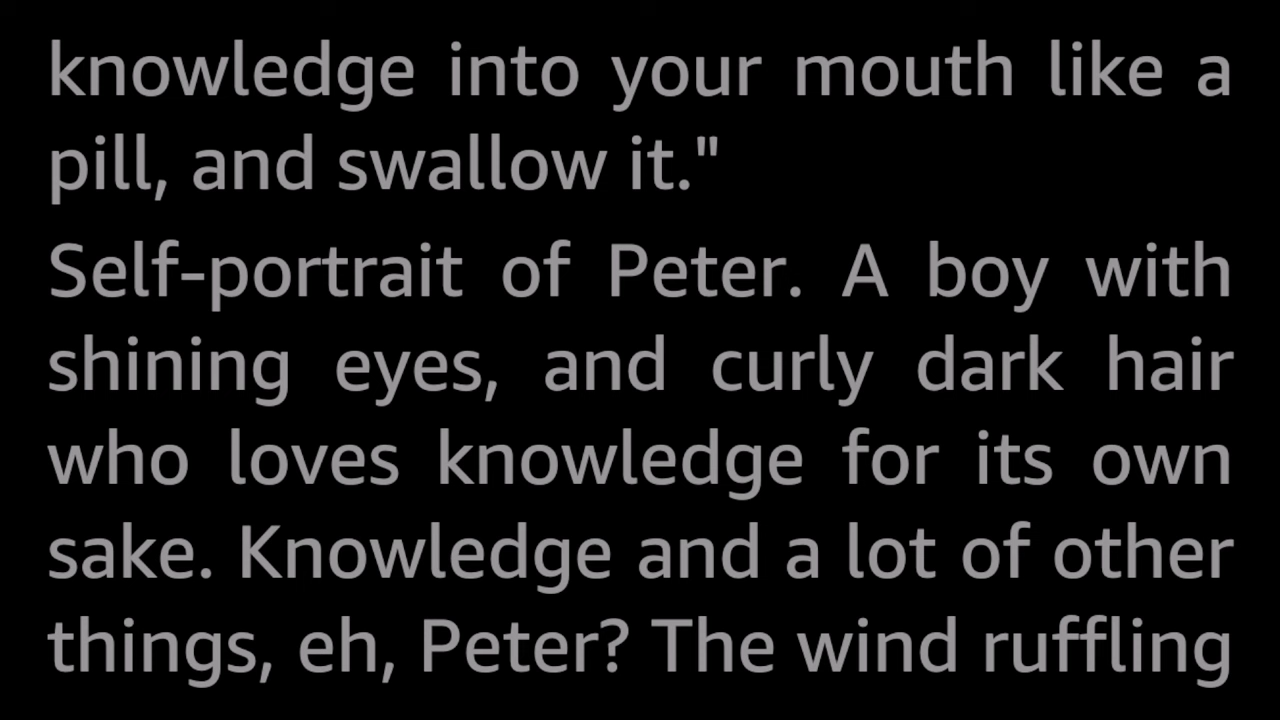 knowledge into your mouth like a
pill, and swallow it."
Self-portrait of Peter. A boy with
shining eyes, and curly dark hair
who loves knowledge for its own
sake. Knowledge and a lot of other
things, eh, Peter? The wind ruffling